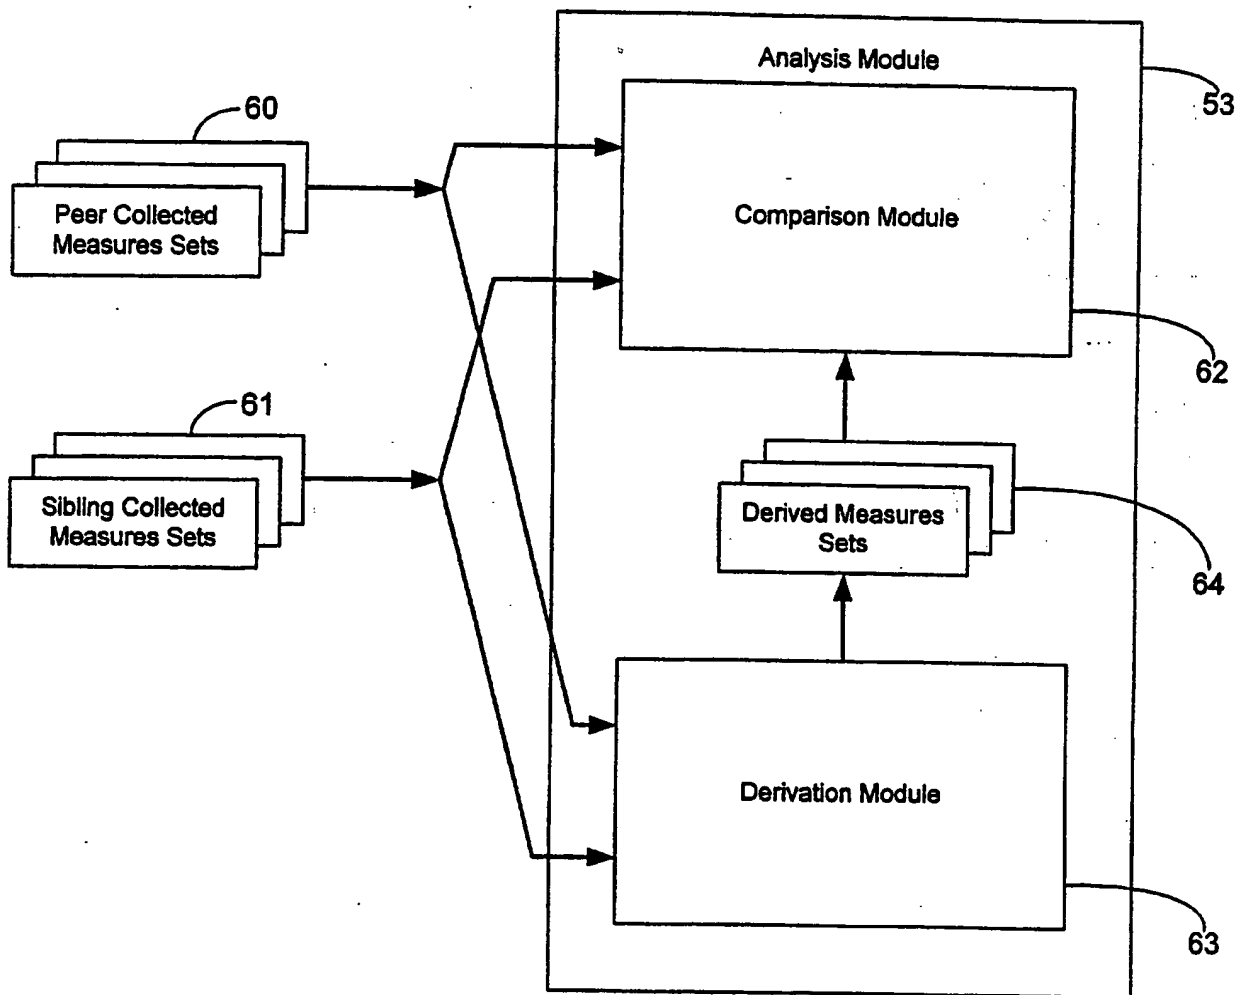 Analysis Module
53
60
Peer Collected
Measures Sets
Comparison Module
62
61
Sibling Collected
Measures Sets
Derived Measures
Sets
64
Derivation Module
63